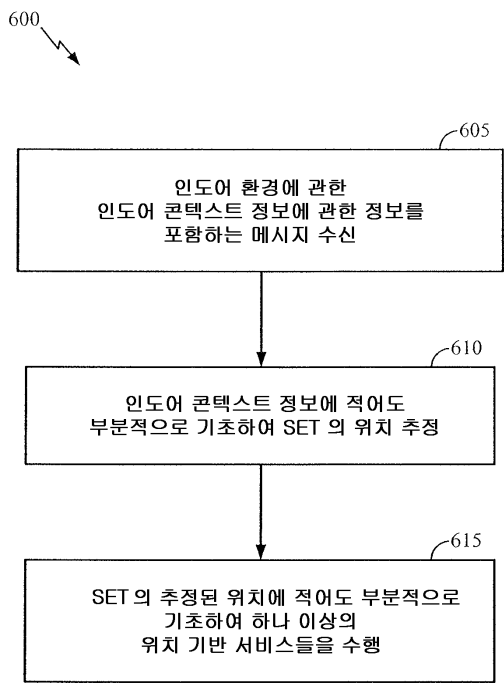 600
605
인도어 환경에 관한
인도어 콘텍스트 정보에 관한 정보를
포함하는 메시지 수신
610
인도어 콘텍스트 정보에 적어도
부분적으로 기초하여 SET 의 위치 추정
615
SET 의 추정된 위치에 적어도 부분적으로
기초하여 하나 이상의
위치 기반 서비스들을 수행